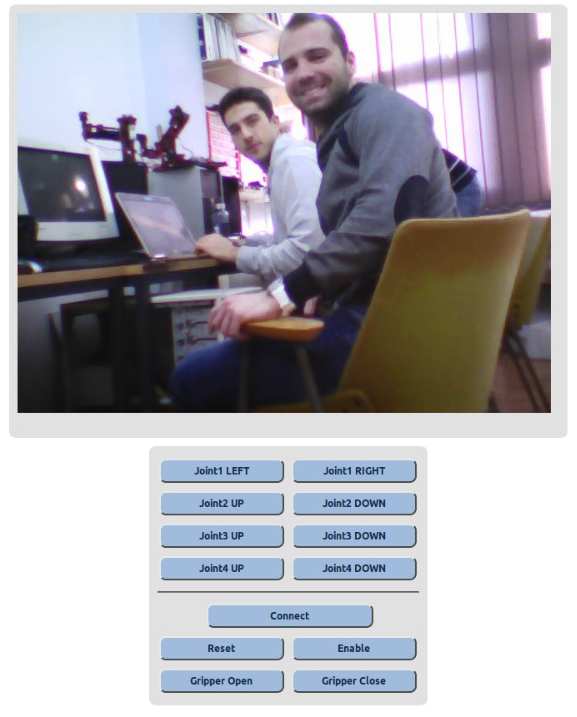 Joint1 LEFT
Joint1 RIGHT
Joint2 UP
Joint2 DOWN
Joint3 UP
Joint3 DOWN
Joint4 UP
Joint4 DOWN
Connect
Reset
Enable
Gripper Open
Gripper Close